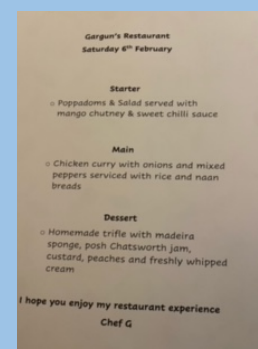 Gargun's Restaurant
Saturday 6th February
Starter
o Poppadoms & Salad served with
mango chutney & sweet chilli sauce
Main
o Chicken curry with onions and mixed
peppers serviced with rice and naan
breads
Dessert
o Homemade trifle with madeira
sponge, posh Chatsworth jam,
custard, peaches and freshly whipped
cream
I hope you enjoy my restaurant experience
Chef G